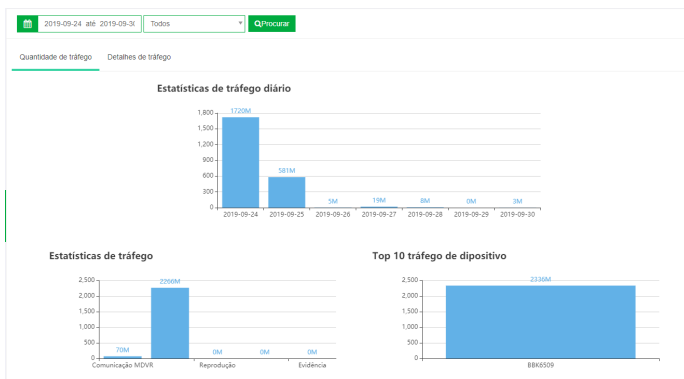 2019-09-24 até 2019-09-3( Todos Procurar
Quantidade de tráfego Detalhes de tráfego
Estatísticas de tráfego diário
1,800
1,500
1,200
900
600
300
0
1720M 581M 5M 19M 8M 0M 3M
2019-09-24 2019-09-25 2019-09-26 2019-09-27 2019-09-28 2019-09-29 2019-09-30
Estatísticas de tráfego
2,500
2,000
1,500
1,000
500
0
70M 2266M 0M 0M 0M
Comunicação MDVR Reprodução Evidência
Top 10 tráfego de dipositivo
2,500
2,000
1,500
1,000
500
0
2336M
BBK6509